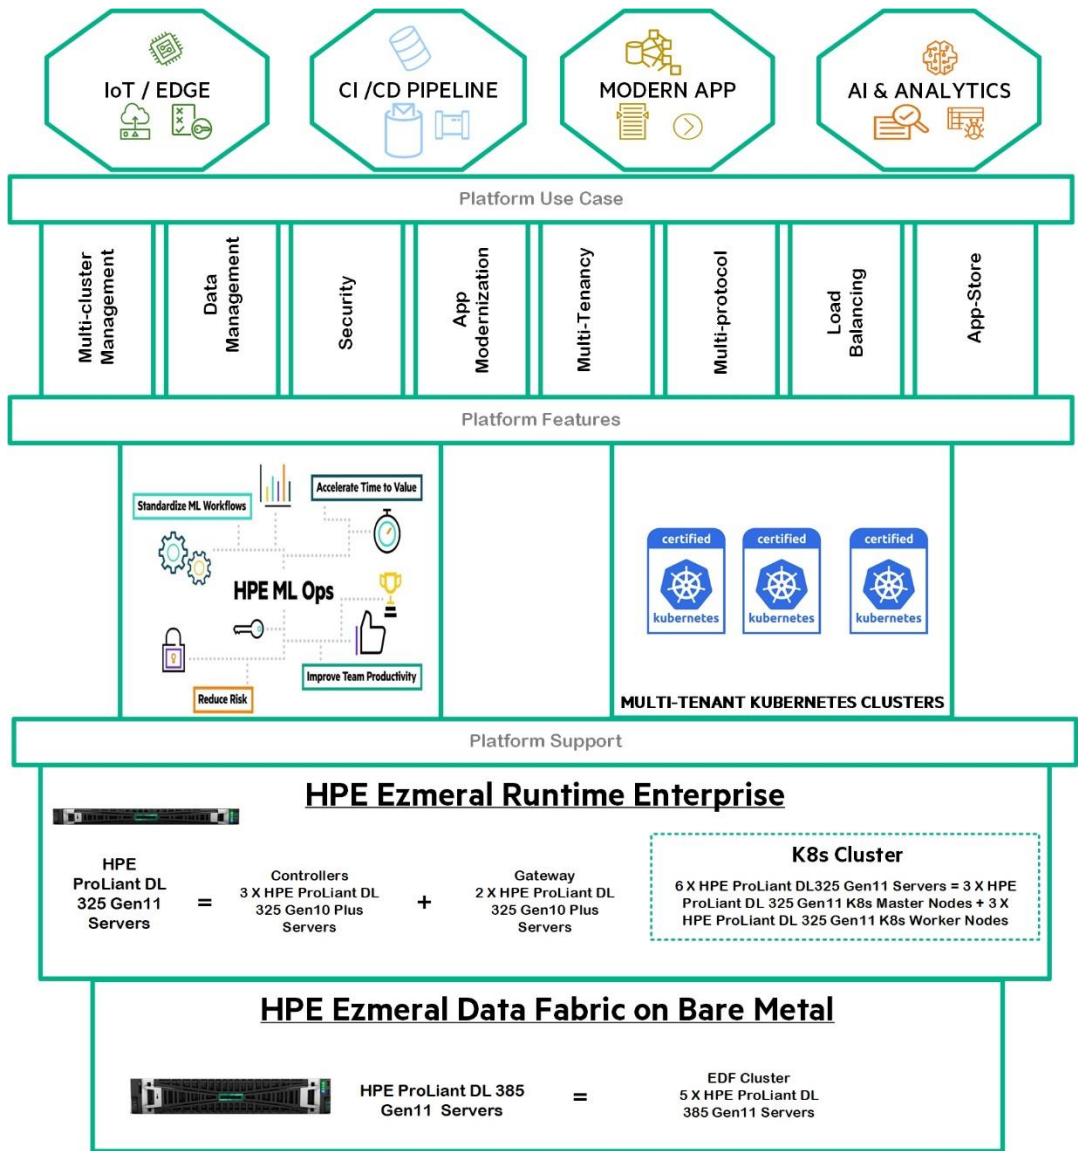 IoT / EDGE
CI /CD PIPELINE
MODERN APP
AI & ANALYTICS
Platform Use Case
Multi-cluster
Management
Data
Management
Security
App
Modernization
Multi-Tenancy
Multi-protocol
Load
Balancing
App-Store
Platform Features
Standardize ML Workflows
Accelerate Time to Value
HPE ML Ops
Improve Team Productivity
Reduce Risk
certified
kubernetes
certified
kubernetes
certified
kubernetes
MULTI-TENANT KUBERNETES CLUSTERS
Platform Support
HPE Ezmeral Runtime Enterprise
HPE
ProLiant DL
325 Gen11
Servers
=
Controllers
3 X HPE ProLiant DL
325 Gen10 Plus
Servers
+
Gateway
2 X HPE ProLiant DL
325 Gen10 Plus
Servers
K8s Cluster
6 X HPE ProLiant DL325 Gen11 Servers = 3 X HPE
ProLiant DL 325 Gen11 K8s Master Nodes + 3 X
HPE ProLiant DL 325 Gen11 K8s Worker Nodes
HPE Ezmeral Data Fabric on Bare Metal
HPE ProLiant DL 385
Gen11 Servers
=
EDF Cluster
5 X HPE ProLiant DL
385 Gen11 Servers